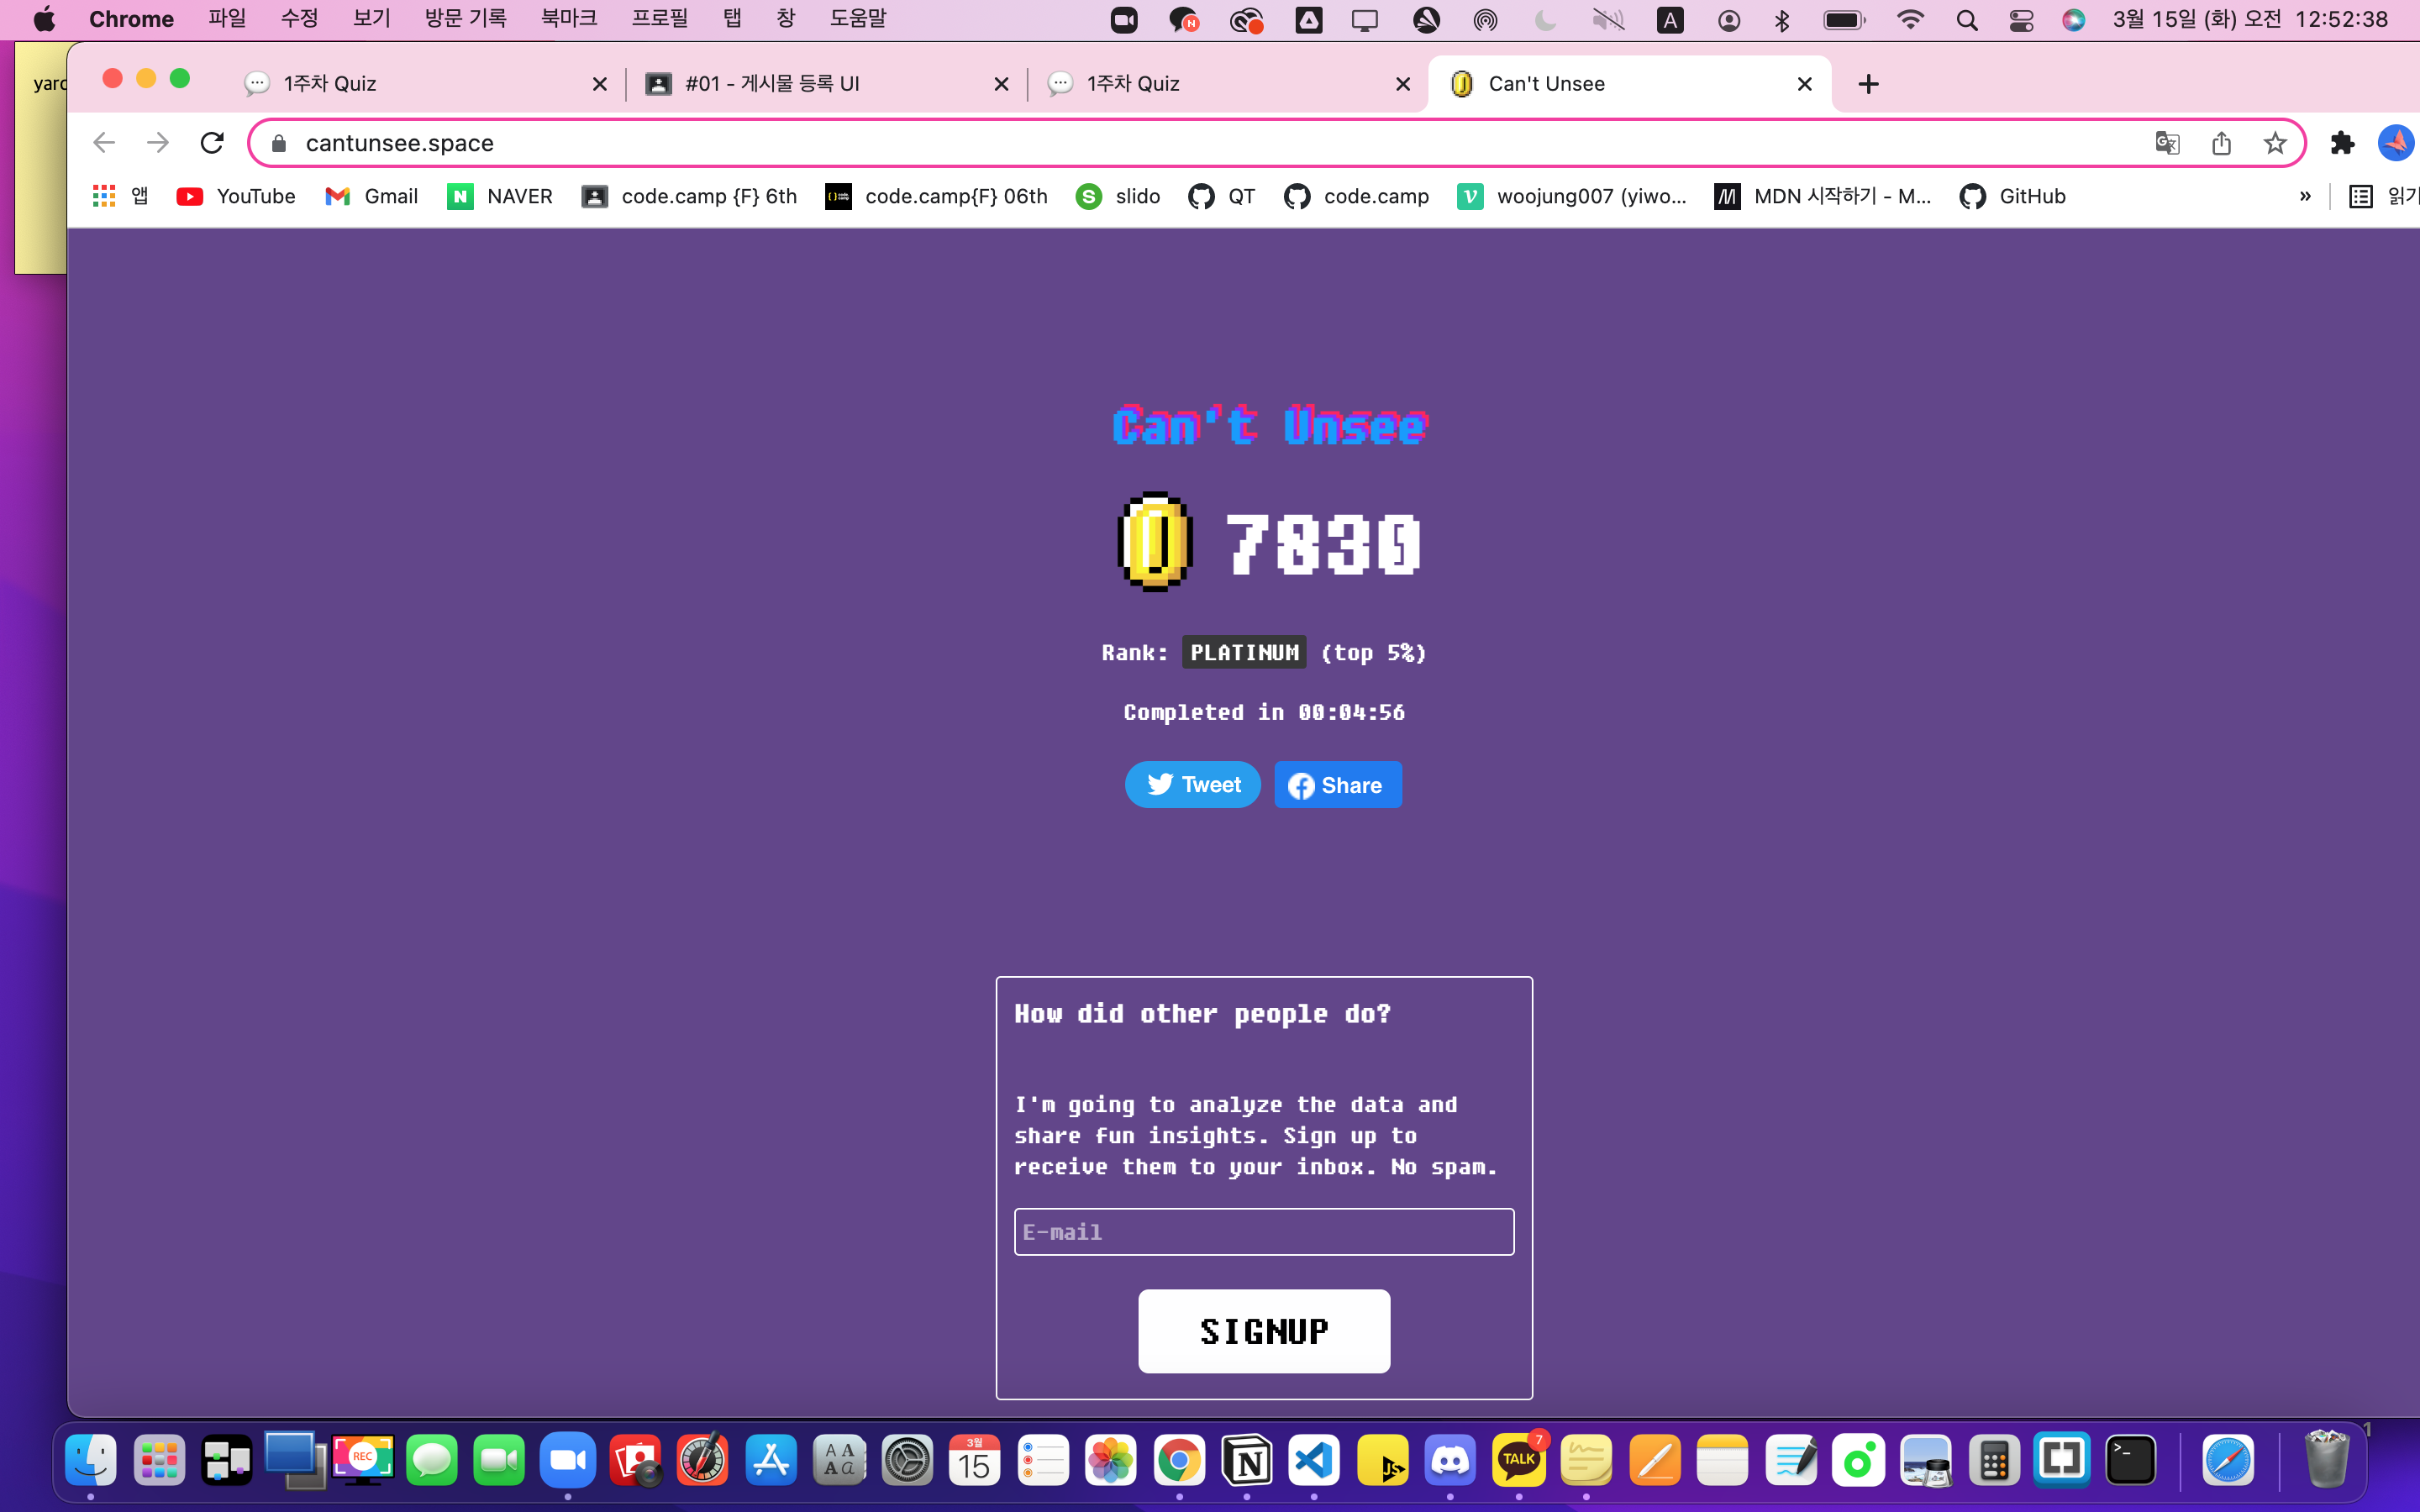 Chrome 파일 수정 보기 방문 기록 북마크 프로필 탭 창 도움말 N A 3월 15일 (화) 오전 12:52:38
1주차 Quiz #01 - 게시물 등록 UI 1주차 Quiz Can't Unsee
cantunsee.space
앱 YouTube Gmail N NAVER code.camp {F} 6th code.camp{F} 06th S slido QT code.camp V woojung007 (yiwo... M MDN 시작하기 - M... GitHub »
Can't Unsee
7830
Rank: PLATINUM (top 5%)
Completed in 00:04:56
Tweet Share
How did other people do?
I'm going to analyze the data and
share fun insights. Sign up to
receive them to your inbox. No spam.
E-mail
SIGNUP
REC 3월 15 JS TALK 7